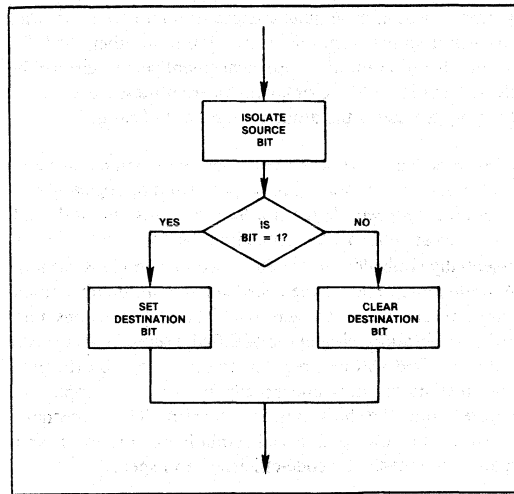 ISOLATE
SOURCE
BIT
IS
BIT = 1?
YES
NO
SET
DESTINATION
BIT
CLEAR
DESTINATION
BIT